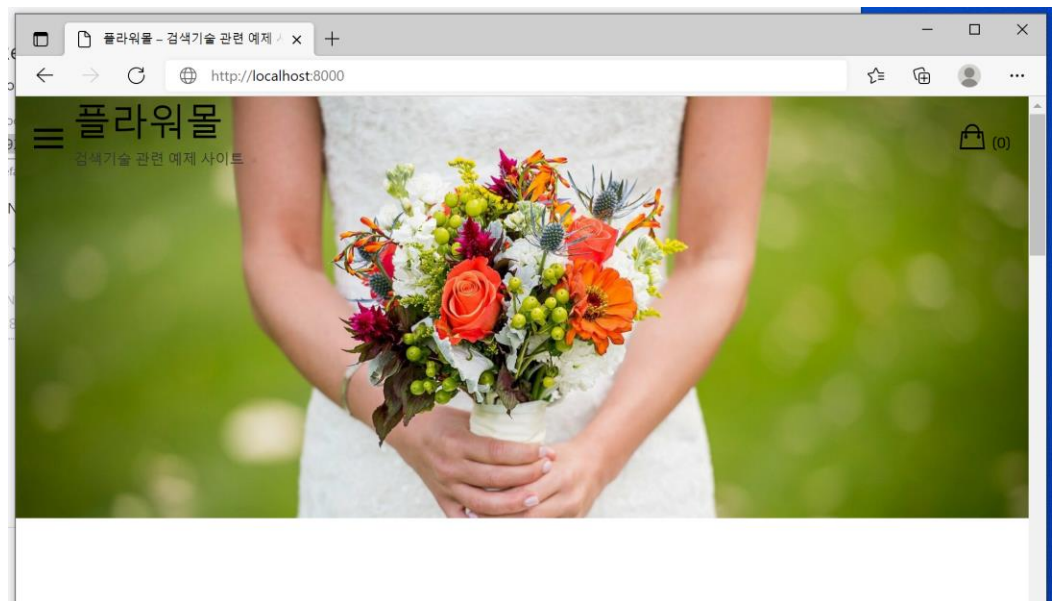 플라워몰 – 검색기술 관련 예제
http://localhost:8000
플라워몰
검색기술 관련 예제 사이트
(0)